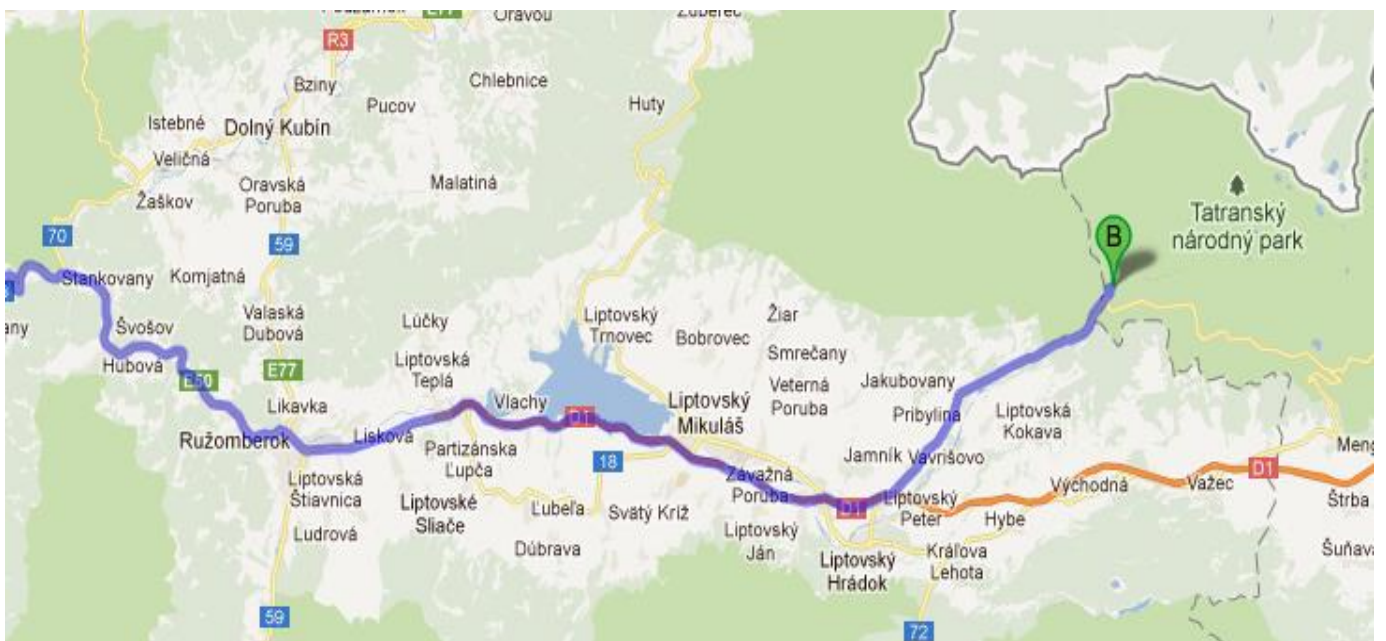 E77
Oravou
Zuberec
R3
Bziny
Chlebnice
Pucov
Huty
Istebné
Dolný Kubín
Veličná
Žaškov
Oravská
Poruba
Malatiná
Tatranský
národný park
70
59
B
Stankovany
Komjatná
Valaská
Dubová
Švošov
Hubová
Lúčky
Liptovský
Trnovec
Žiar
Bobrovec
Smrečany
Liptovská
Teplá
E50
E77
Likavka
Vlachy
D1
Liptovský
Mikuláš
Veterná
Poruba
Jakubovany
Pribylina
Liptovská
Kokava
Ružomberok
Lisková
Partizánska
Ľupča
18
Závažná
Poruba
Jamník
Vavrišovo
Liptovská
Štiavnica
Liptovské
Sliače
Ľubeľa
Svätý Kríž
D1
Liptovský
Peter
Hybe
Východná
Važec
D1
Štrba
Ludrová
Dúbrava
Liptovský
Ján
Liptovský
Hrádok
Kráľova
Lehota
59
72